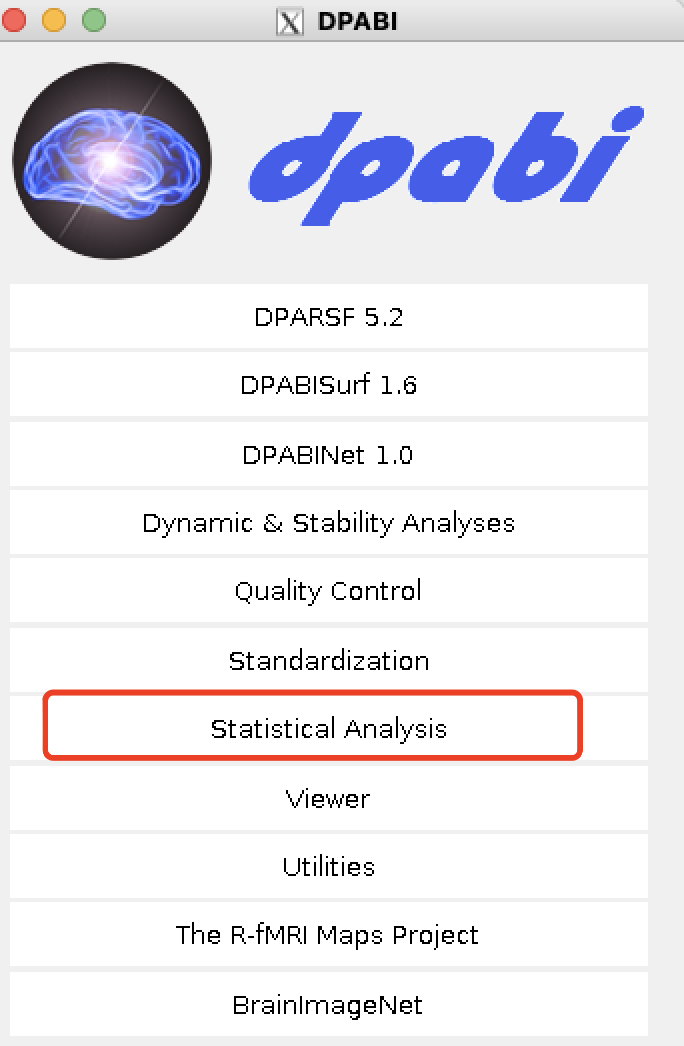 DPABI
dpabi
DPARSF 5.2
DPABISurf 1.6
DPABINet 1.0
Dynamic & Stability Analyses
Quality Control
Standardization
Statistical Analysis
Viewer
Utilities
The R-fMRI Maps Project
BrainImageNet